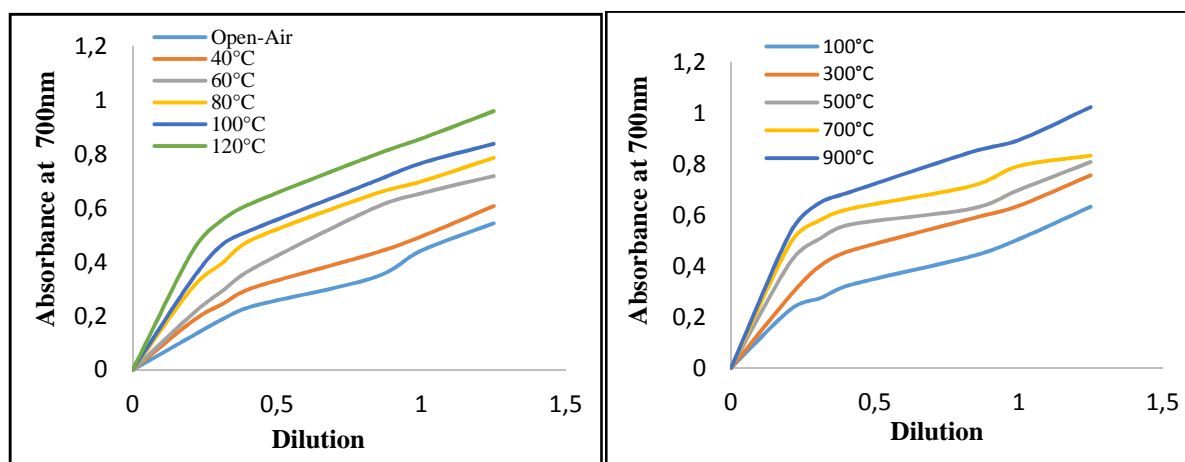 Absorbance at 700nm
1,2
1
0,8
0,6
0,4
0,2
0
Open-Air
40°C
60°C
80°C
100°C
120°C
0
0,5
1
1,5
Dilution
Absorbance at 700nm
1,2
1
0,8
0,6
0,4
0,2
0
100°C
300°C
500°C
700°C
900°C
0
0,5
1
1,5
Dilution